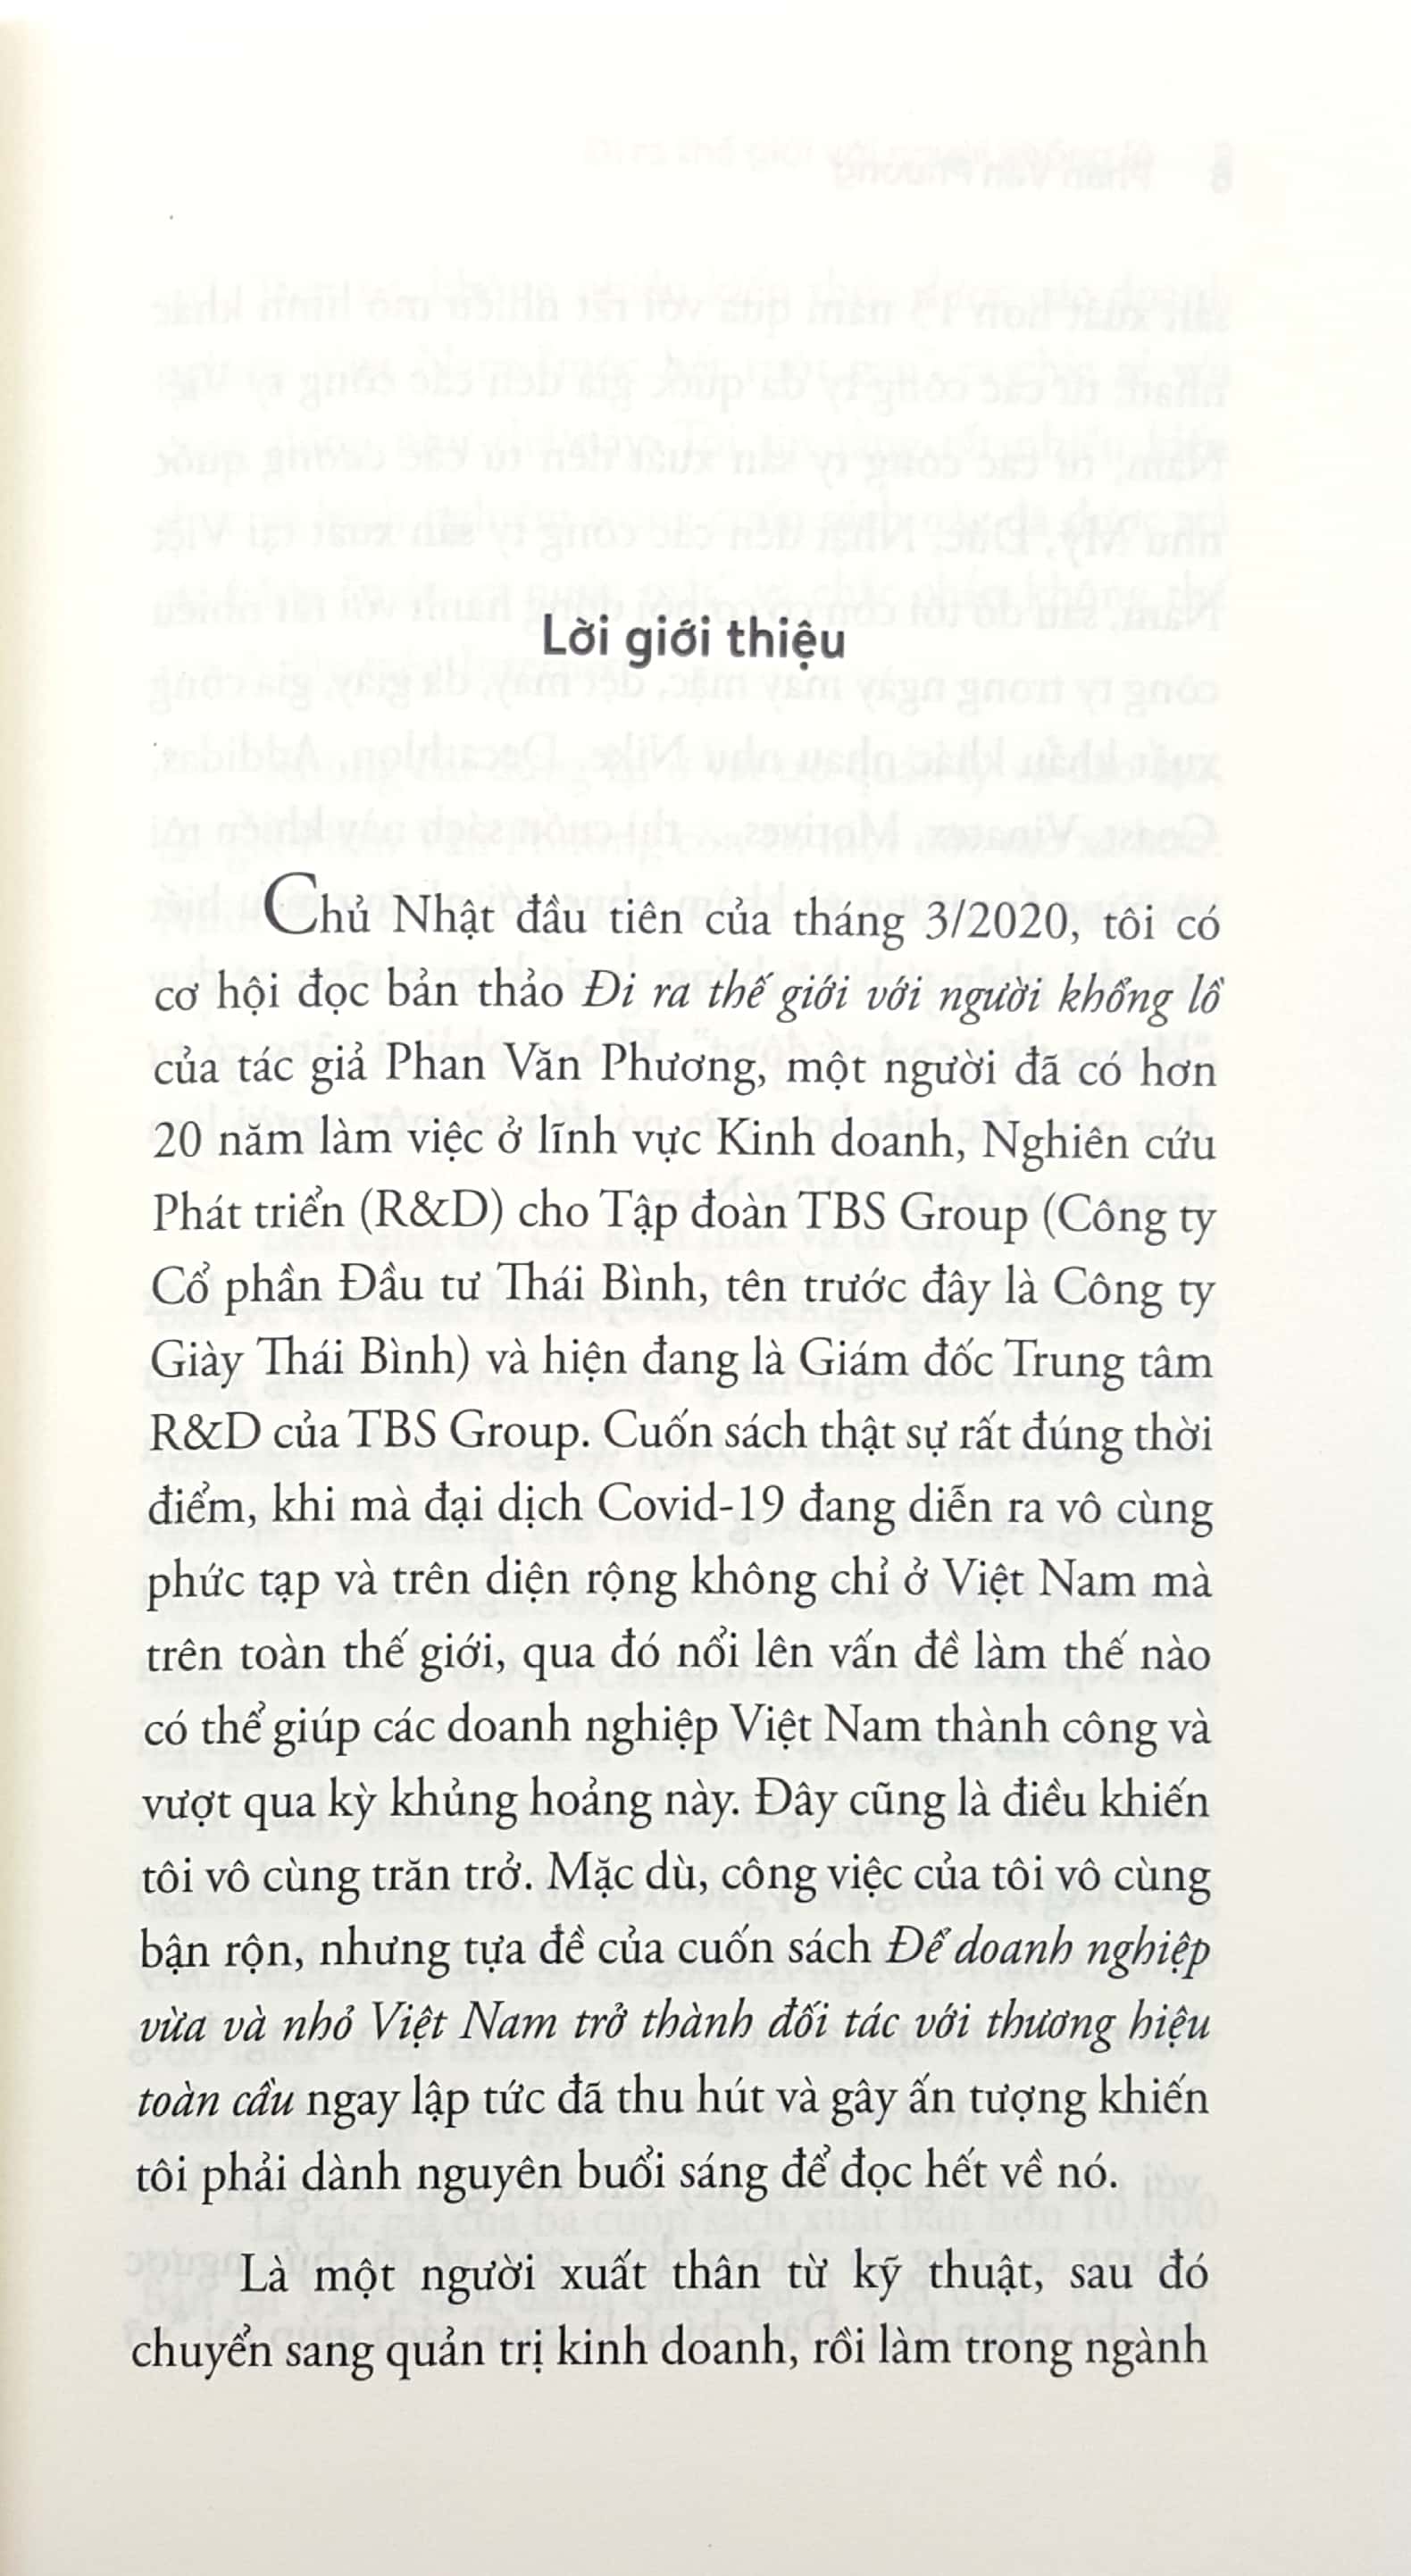 Lời giới thiệu
Chủ Nhật đầu tiên của tháng 3/2020, tôi có
cơ hội đọc bản thảo Đi ra thế giới với người khổng lồ
của tác giả Phan Văn Phương, một người đã có hơn
20 năm làm việc ở lĩnh vực Kinh doanh, Nghiên cứu
Phát triển (R&D) cho Tập đoàn TBS Group (Công ty
Cổ phần Đầu tư Thái Bình, tên trước đây là Công ty
Giày Thái Bình) và hiện đang là Giám đốc Trung tâm
R&D của TBS Group. Cuốn sách thật sự rất đúng thời
điểm, khi mà đại dịch Covid-19 đang diễn ra vô cùng
phức tạp và trên diện rộng không chỉ ở Việt Nam mà
trên toàn thế giới, qua đó nổi lên vấn đề làm thế nào
có thể giúp các doanh nghiệp Việt Nam thành công và
vượt qua kỳ khủng hoảng này. Đây cũng là điều khiến
tôi vô cùng trăn trở. Mặc dù, công việc của tôi vô cùng
bận rộn, nhưng tựa đề của cuốn sách Để doanh nghiệp
vừa và nhỏ Việt Nam trở thành đối tác với thương hiệu
toàn cầu ngay lập tức đã thu hút và gây ấn tượng khiến
tôi phải dành nguyên buổi sáng để đọc hết về nó.
Là một người xuất thân từ kỹ thuật, sau đó
chuyển sang quản trị kinh doanh, rồi làm trong ngành